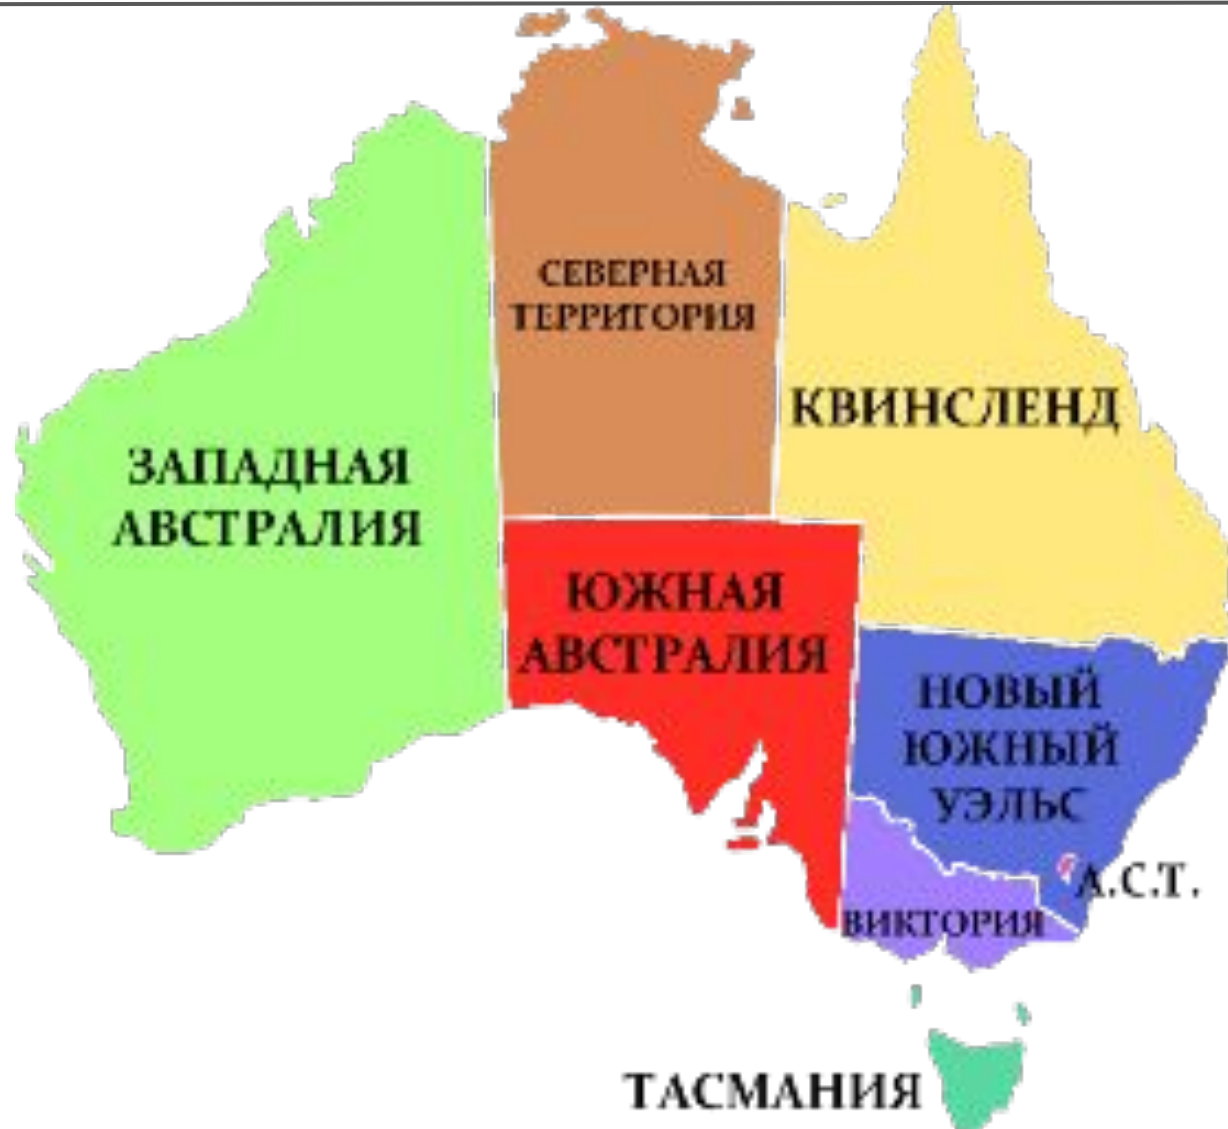 СЕВЕРНАЯ
ТЕРРИТОРИЯ
КВИНСЛЕНД
ЗАПАДНАЯ
АВСТРАЛИЯ
ЮЖНАЯ
АВСТРАЛИЯ
НОВЫЙ
ЮЖНЫЙ
УЭЛЬС
А.С.Т.
ВИКТОРИЯ
ТАСМАНИЯ